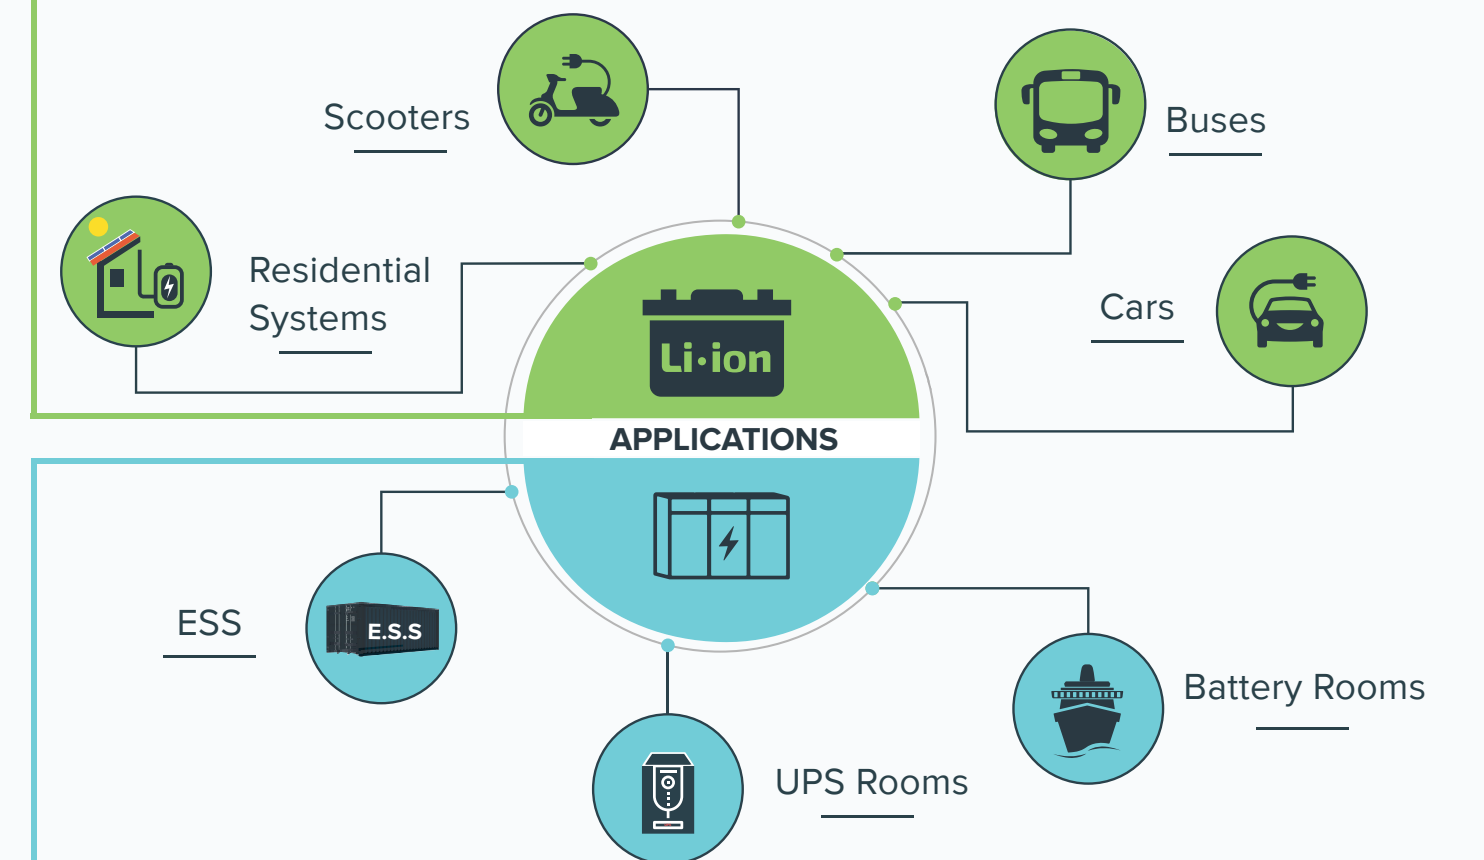 Scooters
Buses
Residential
Systems
Cars
Li·ion
APPLICATIONS
ESS
E.S.S
Battery Rooms
UPS Rooms